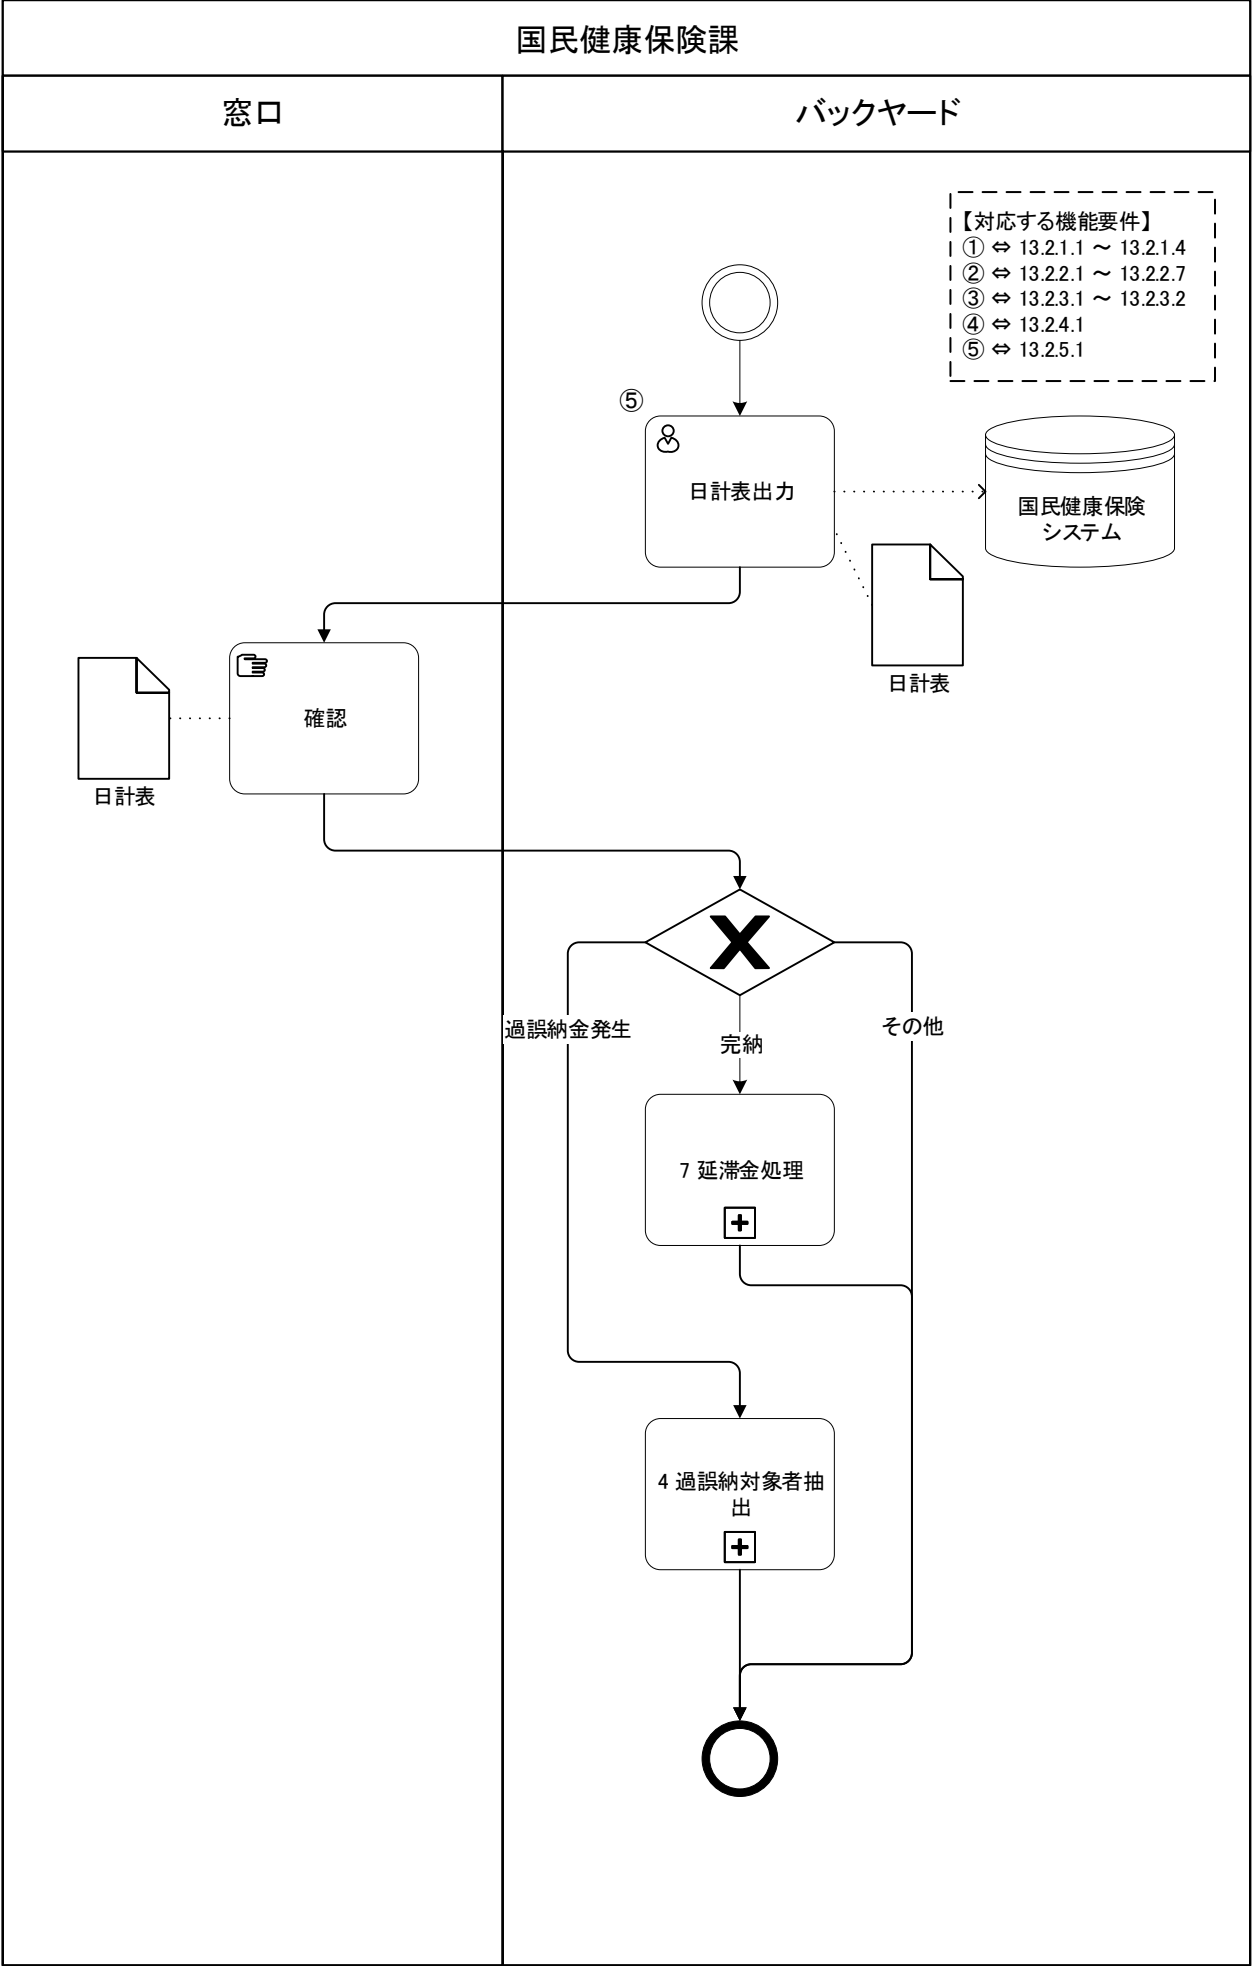 国民健康保険課
窓口
バックヤード
【対応する機能要件】
① ⇔ 13.2.1.1 ～ 13.2.1.4
② ⇔ 13.2.2.1 ～ 13.2.2.7
③ ⇔ 13.2.3.1 ～ 13.2.3.2
④ ⇔ 13.2.4.1
⑤ ⇔ 13.2.5.1
⑤
日計表出力
国民健康保険
システム
日計表
確認
日計表
過誤納金発生
完納
その他
7 延滞金処理
4 過誤納対象者抽
出